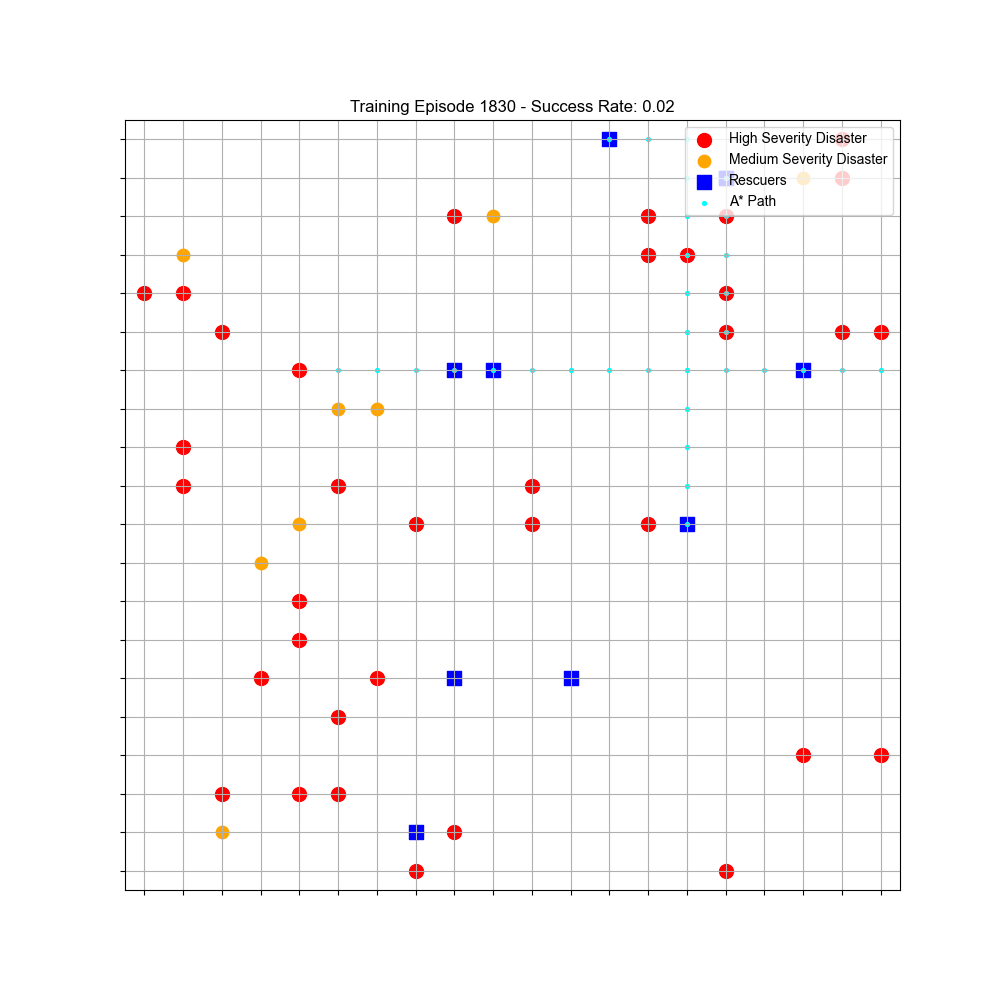 Training Episode 1830 - Success Rate: 0.02
High Severity Disaster
Medium Severity Disaster
Rescuers
A* Path